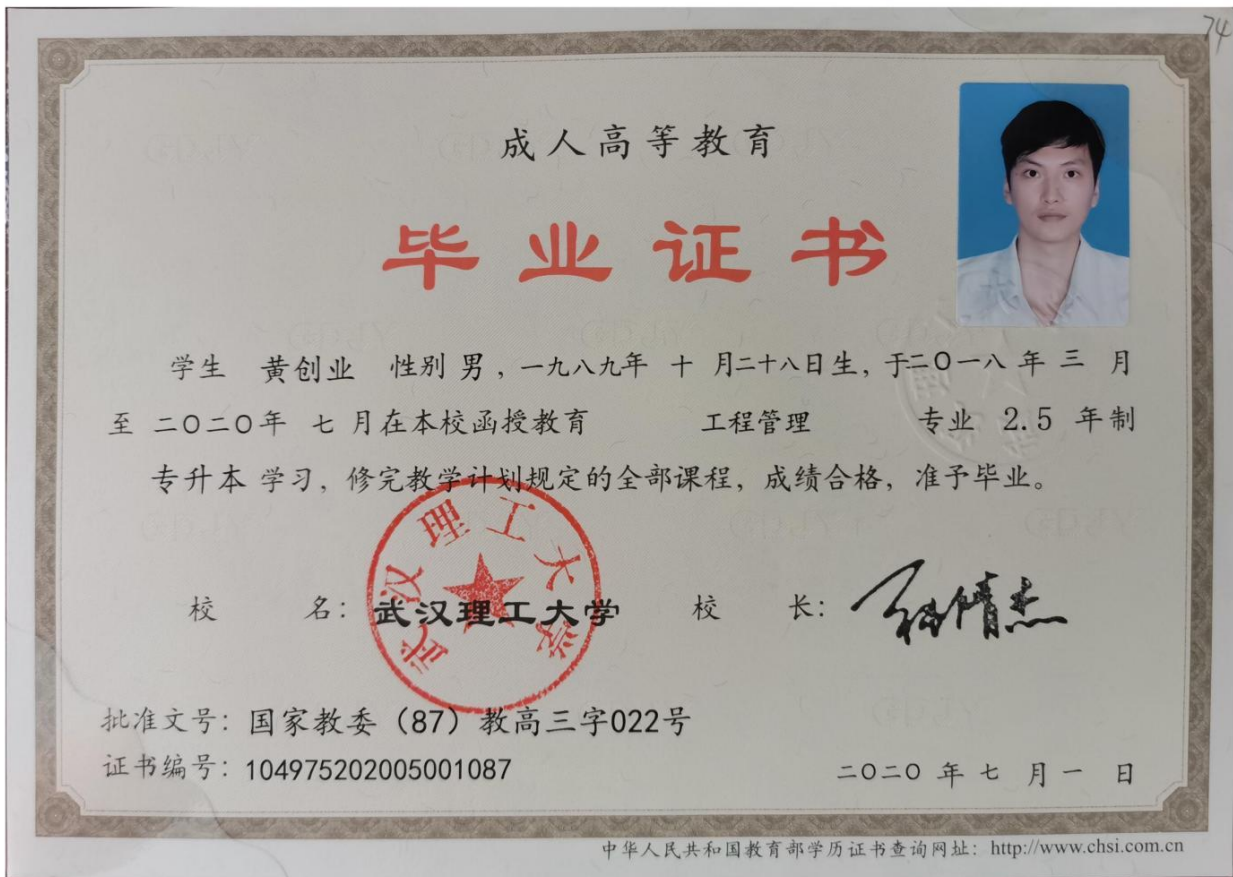 74
成人高等教育
毕业证书
学生 黄创业 性别 男，一九八九年 十 月二十八日生，于二〇一八 年 三 月
至 二〇二〇年 七 月在本校函授教育 工程管理 专业 2.5 年制
专升本 学习，修完教学计划规定的全部课程，成绩合格，准予毕业。
武汉理工大学
校 名：武汉理工大学 校 长：
批准文号：国家教委（87）教高三字022号
证书编号：104975202005001087
二〇二〇 年 七 月 一 日
中华人民共和国教育部学历证书查询网址：http://www.chsi.com.cn